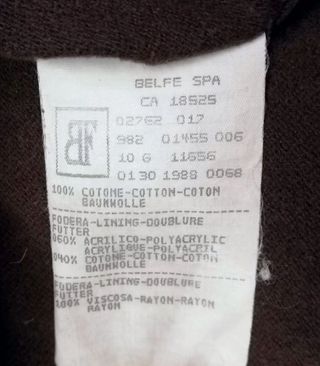 BELFE SPA
CA 18525
02762 017
982 01455 006
10 G 11656
0130 1988 0068
100% COTONE-COTTON-COTON
BAUMWOLLE
FODERA-LINING-DOUBLURE
FUTTER
060% ACRILICO-POLYACRYLIC
ACRYLIQUE-POLYACRIL
040% COTONE-COTTON-COTON
BAUMWOLLE
FODERA-LINING-DOUBLURE
FUTTER
100% VISCOSA-RAYON-RAYON
RAYON